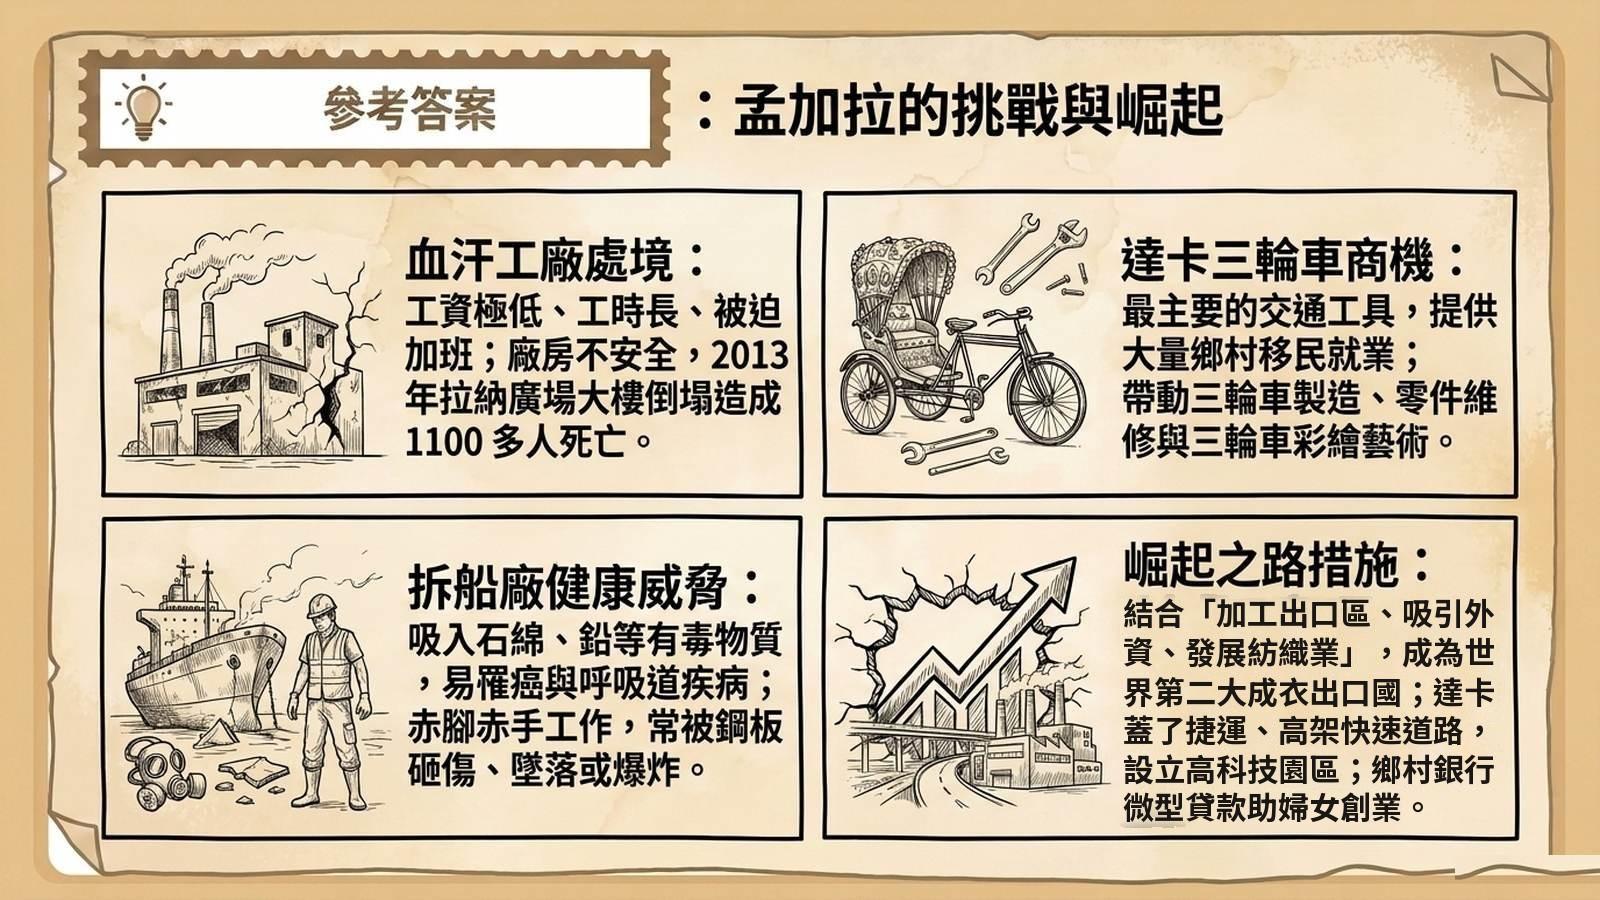 參考答案
：孟加拉的挑戰與崛起
血汗工廠處境：
工資極低、工時長、被迫
加班；廠房不安全，2013
年拉納廣場大樓倒塌造成
1100 多人死亡。
達卡三輪車商機：
最主要的交通工具，提供
大量鄉村移民就業；
帶動三輪車製造、零件維
修與三輪車彩繪藝術。
拆船廠健康威脅：
吸入石綿、鉛等有毒物質
，易罹癌與呼吸道疾病；
赤腳赤手工作，常被鋼板
砸傷、墜落或爆炸。
崛起之路措施：
結合「加工出口區、吸引外
資、發展紡織業」，成為世
界第二大成衣出口國；達卡
蓋了捷運、高架快速道路，
設立高科技園區；鄉村銀行
微型貸款助婦女創業。